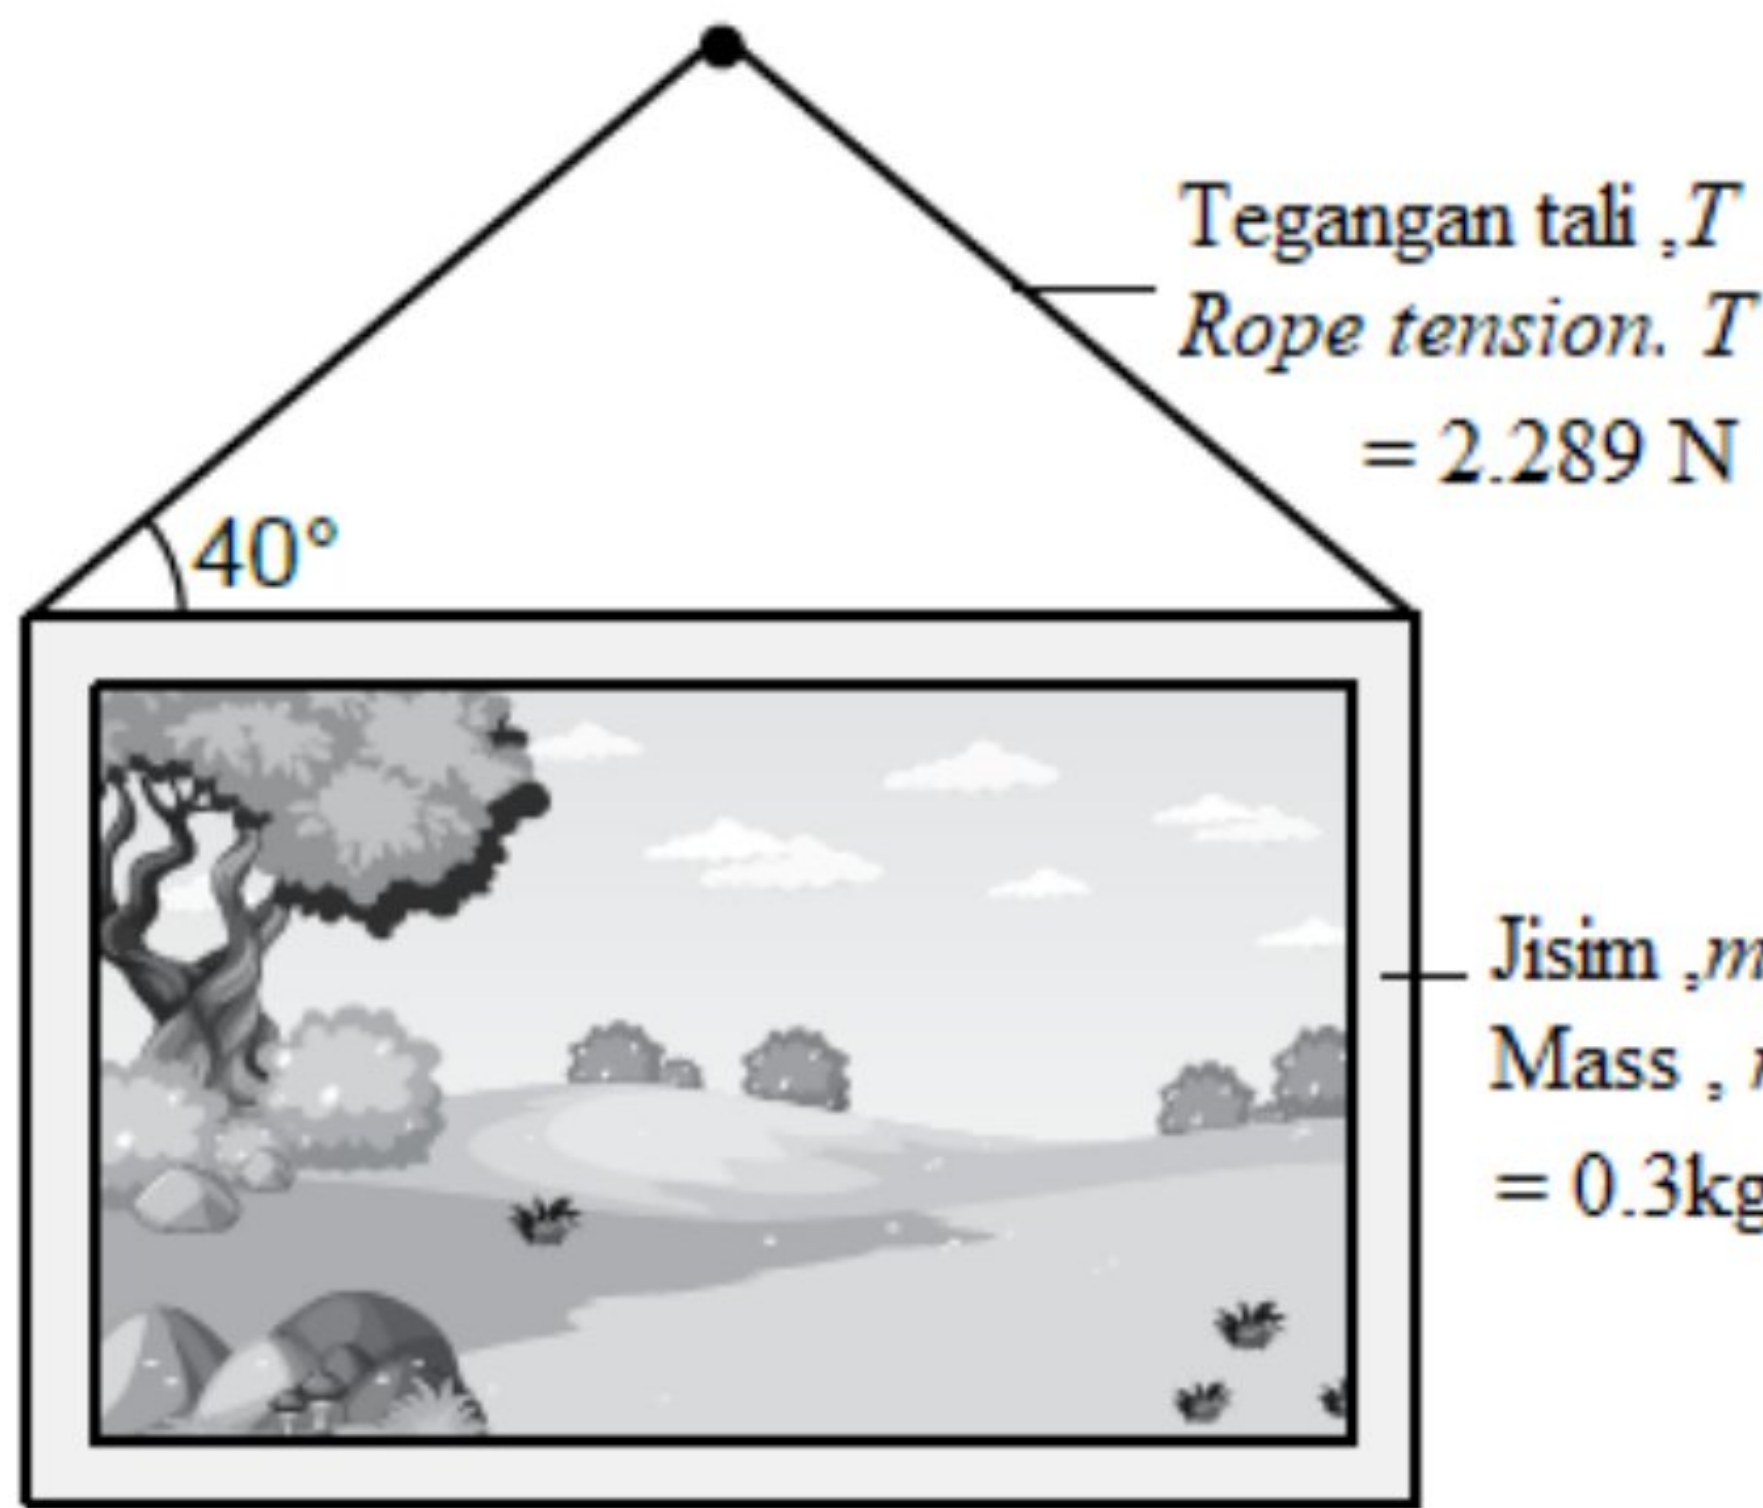 Tegangan tali ,T
Rope tension. T
= 2.289 N
40°
Jisim ,m
Mass ,
= 0.3kg